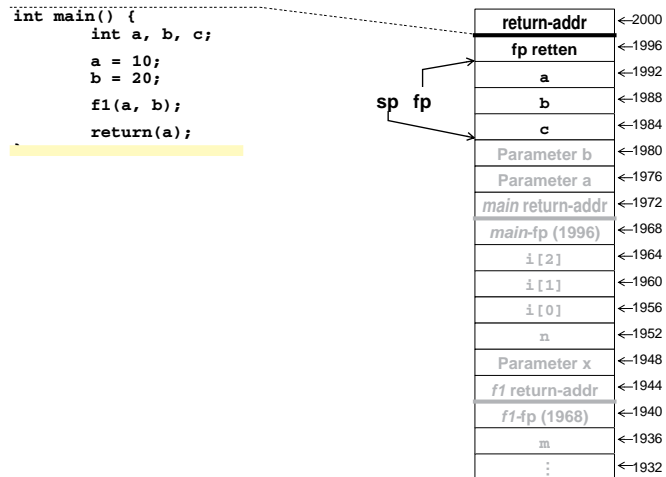 int main() {
int a, b, c;
a = 10;
b = 20;
f1(a, b);
return(a);
sp fp
return-addr ←2000
fp retten ←1996
a ←1992
b ←1988
c ←1984
Parameter b ←1980
Parameter a ←1976
main return-addr ←1972
main-fp (1996) ←1968
i[2] ←1964
i[1] ←1960
i[0] ←1956
n ←1952
Parameter x ←1948
f1 return-addr ←1944
f1-fp (1968) ←1940
m ←1936
⋮ ←1932